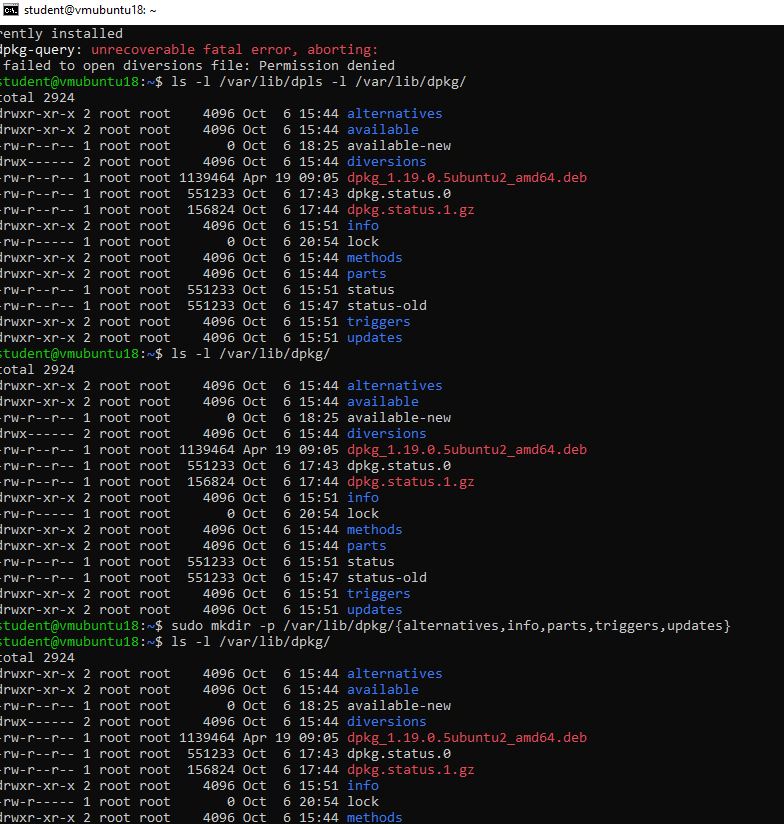 student@vmubuntu18: ~
rently installed
dpkg-query: unrecoverable fatal error, aborting:
failed to open diversions file: Permission denied
student@vmubuntu18:~$ ls -l /var/lib/dpls -l /var/lib/dpkg/
total 2924
drwxr-xr-x 2 root root    4096 Oct  6 15:44 alternatives
drwxr-xr-x 2 root root    4096 Oct  6 15:44 available
-rw-r--r-- 1 root root       0 Oct  6 18:25 available-new
drwx------ 2 root root    4096 Oct  6 15:44 diversions
-rw-r--r-- 1 root root 1139464 Apr 19 09:05 dpkg_1.19.0.5ubuntu2_amd64.deb
-rw-r--r-- 1 root root  551233 Oct  6 17:43 dpkg.status.0
-rw-r--r-- 1 root root  156824 Oct  6 17:44 dpkg.status.1.gz
drwxr-xr-x 2 root root    4096 Oct  6 15:51 info
-rw-r----- 1 root root       0 Oct  6 20:54 lock
drwxr-xr-x 2 root root    4096 Oct  6 15:44 methods
drwxr-xr-x 2 root root    4096 Oct  6 15:44 parts
-rw-r--r-- 1 root root  551233 Oct  6 15:51 status
-rw-r--r-- 1 root root  551233 Oct  6 15:47 status-old
drwxr-xr-x 2 root root    4096 Oct  6 15:51 triggers
drwxr-xr-x 2 root root    4096 Oct  6 15:51 updates
student@vmubuntu18:~$ ls -l /var/lib/dpkg/
total 2924
drwxr-xr-x 2 root root    4096 Oct  6 15:44 alternatives
drwxr-xr-x 2 root root    4096 Oct  6 15:44 available
-rw-r--r-- 1 root root       0 Oct  6 18:25 available-new
drwx------ 2 root root    4096 Oct  6 15:44 diversions
-rw-r--r-- 1 root root 1139464 Apr 19 09:05 dpkg_1.19.0.5ubuntu2_amd64.deb
-rw-r--r-- 1 root root  551233 Oct  6 17:43 dpkg.status.0
-rw-r--r-- 1 root root  156824 Oct  6 17:44 dpkg.status.1.gz
drwxr-xr-x 2 root root    4096 Oct  6 15:51 info
-rw-r----- 1 root root       0 Oct  6 20:54 lock
drwxr-xr-x 2 root root    4096 Oct  6 15:44 methods
drwxr-xr-x 2 root root    4096 Oct  6 15:44 parts
-rw-r--r-- 1 root root  551233 Oct  6 15:51 status
-rw-r--r-- 1 root root  551233 Oct  6 15:47 status-old
drwxr-xr-x 2 root root    4096 Oct  6 15:51 triggers
drwxr-xr-x 2 root root    4096 Oct  6 15:51 updates
student@vmubuntu18:~$ sudo mkdir -p /var/lib/dpkg/{alternatives,info,parts,triggers,updates}
student@vmubuntu18:~$ ls -l /var/lib/dpkg/
total 2924
drwxr-xr-x 2 root root    4096 Oct  6 15:44 alternatives
drwxr-xr-x 2 root root    4096 Oct  6 15:44 available
-rw-r--r-- 1 root root       0 Oct  6 18:25 available-new
drwx------ 2 root root    4096 Oct  6 15:44 diversions
-rw-r--r-- 1 root root 1139464 Apr 19 09:05 dpkg_1.19.0.5ubuntu2_amd64.deb
-rw-r--r-- 1 root root  551233 Oct  6 17:43 dpkg.status.0
-rw-r--r-- 1 root root  156824 Oct  6 17:44 dpkg.status.1.gz
drwxr-xr-x 2 root root    4096 Oct  6 15:51 info
-rw-r----- 1 root root       0 Oct  6 20:54 lock
drwxr-xr-x 2 root root    4096 Oct  6 15:44 methods